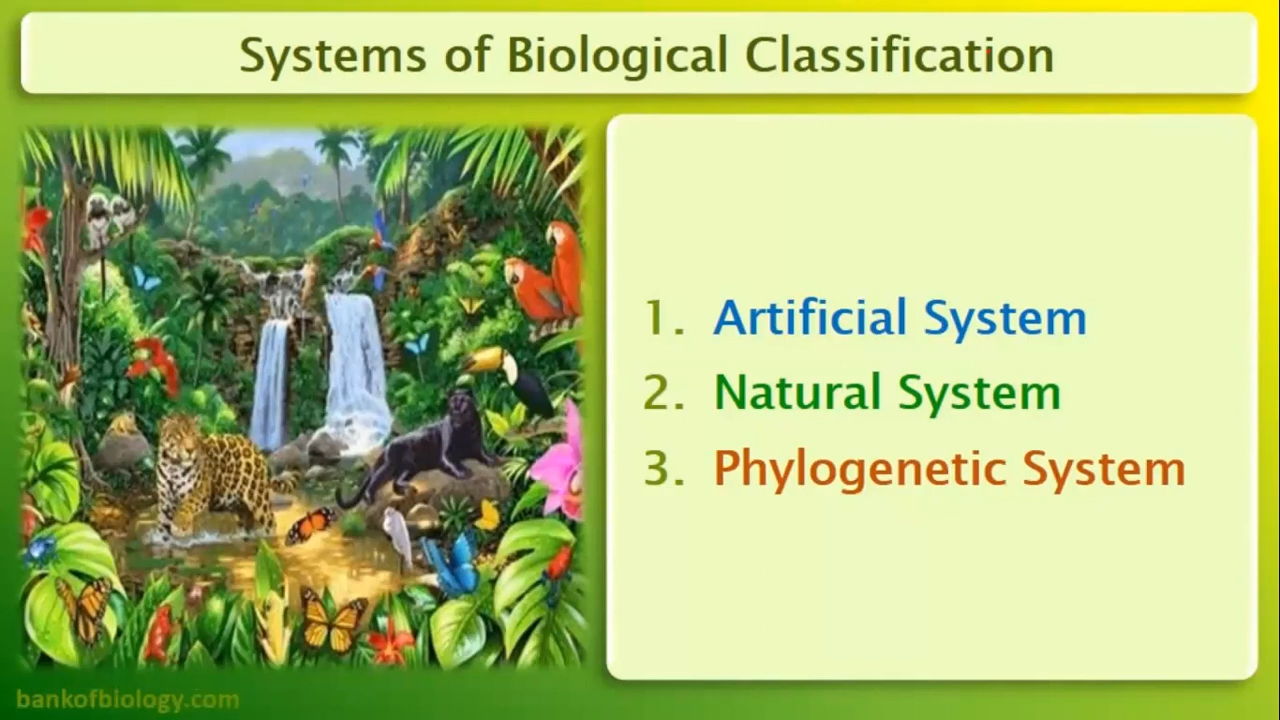 Systems of Biological Classification
1. Artificial System
2. Natural System
3. Phylogenetic System
bankofbiology.com